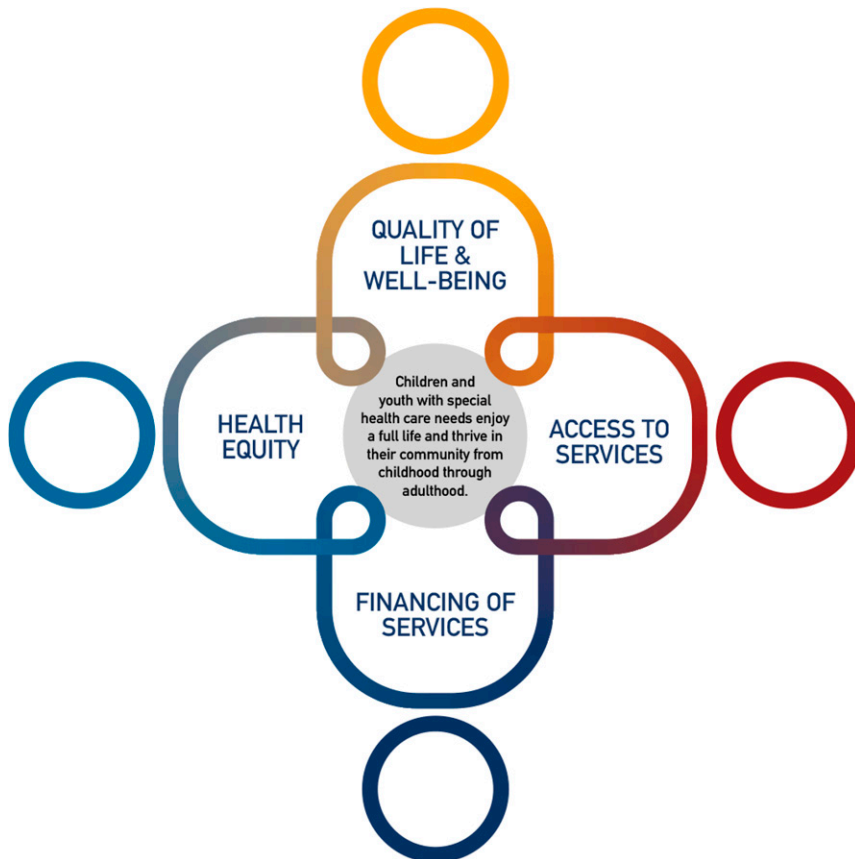 QUALITY OF
LIFE &
WELL-BEING
HEALTH
EQUITY
Children and
youth with special
health care needs enjoy
a full life and thrive in
their community from
childhood through
adulthood.
ACCESS TO
SERVICES
FINANCING OF
SERVICES